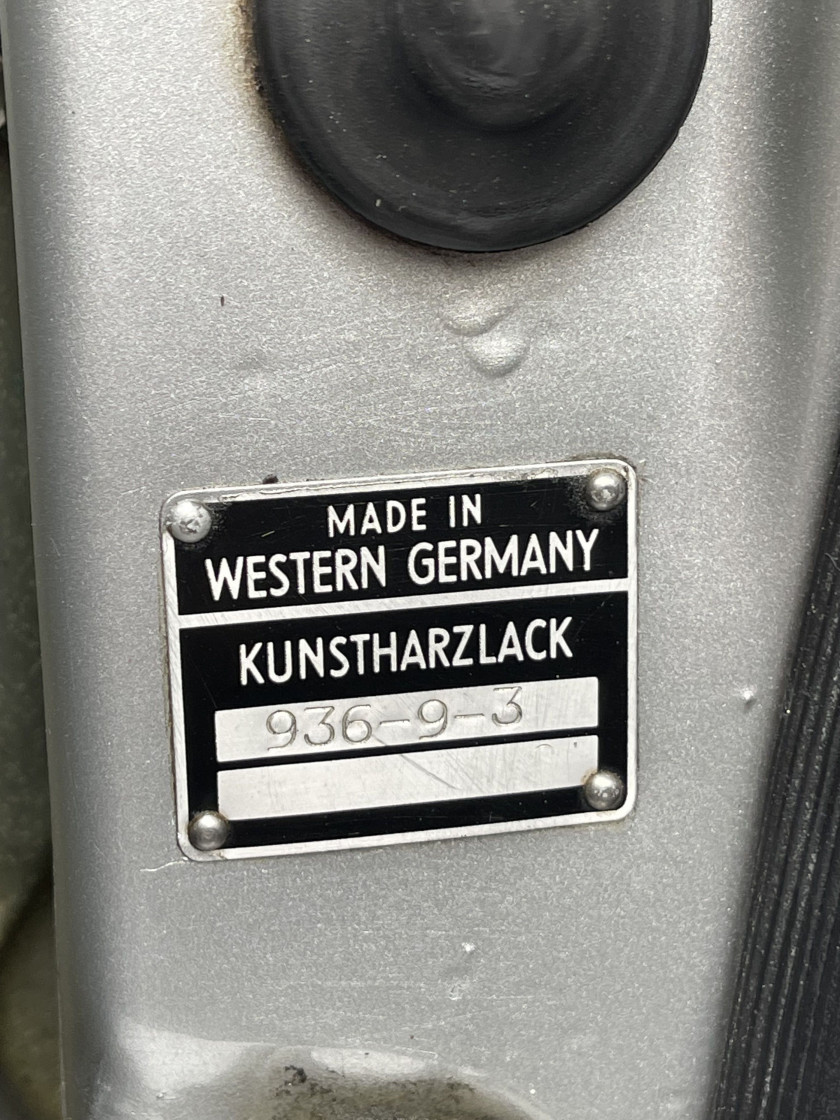 MADE IN
WESTERN GERMANY
KUNSTHARZLACK
936-9-3